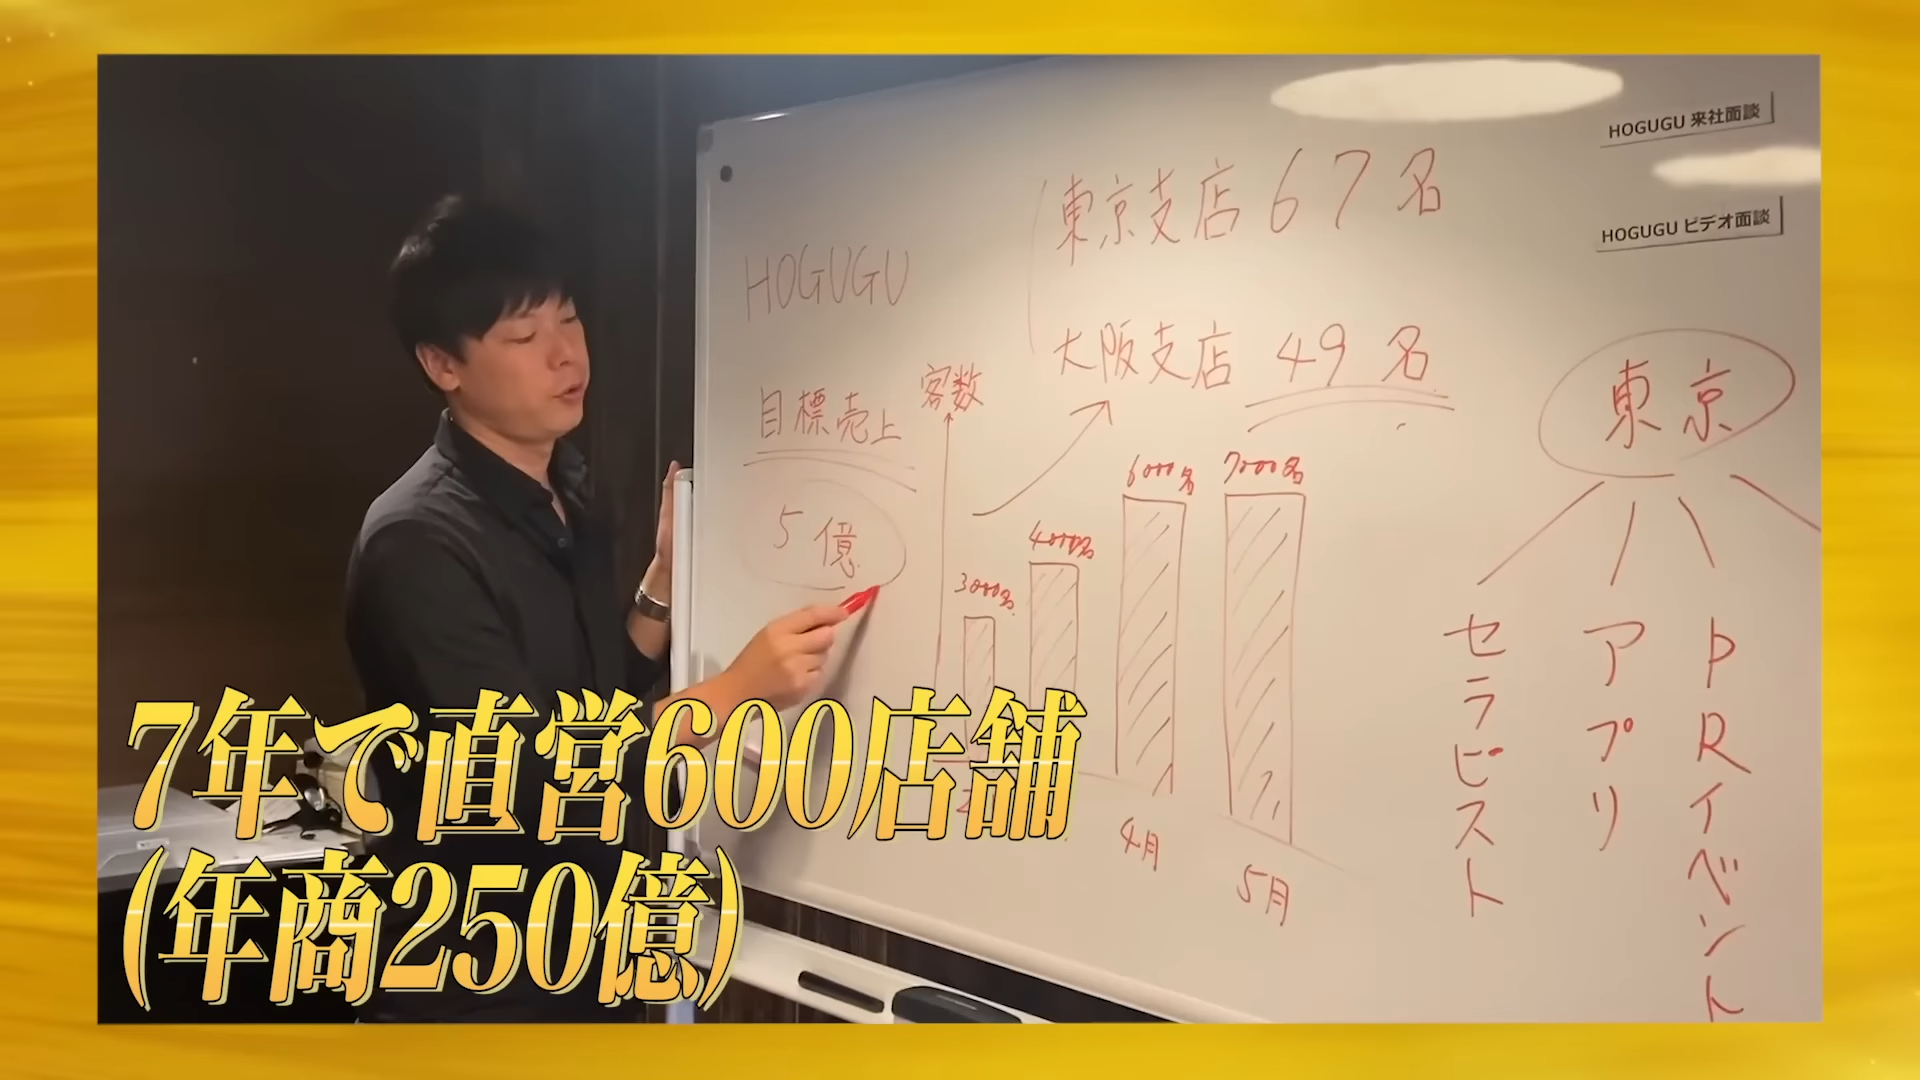 HOGUGU 来社面談
HOGUGU ビデオ面談
東京支店 67名
大阪支店 49名
HOGUGU
目標売上
5億
客数
3000名
4000名
6000名
7000名
4月
5月
東京
セラピスト
アプリ
PRイベント
7年で直営600店舗
(年商250億)